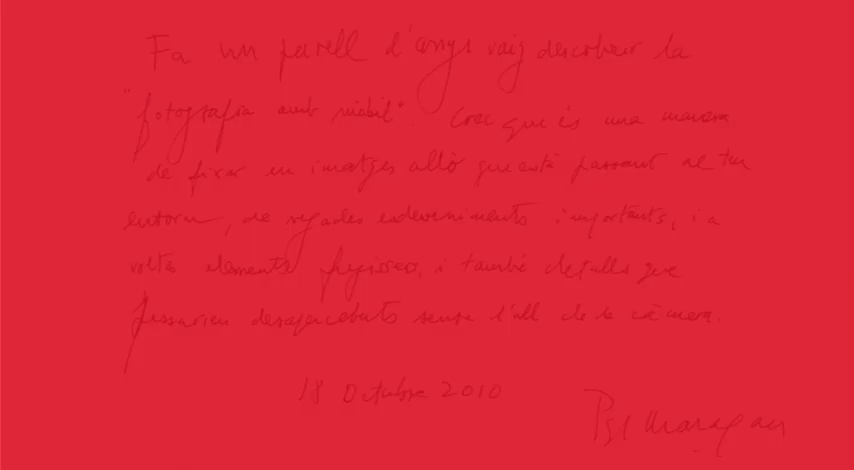 Fa un parell d'anys vaig descobrir la
"fotografia amb mòbil". Crec que és una manera
de fixar en imatges allò que està passant al teu
entorn, de vegades esdeveniments importants, i a
voltes elements fugissers, i també detalls que
passarien desapercebuts sense l'ull de la càmera.
18 Octubre 2010